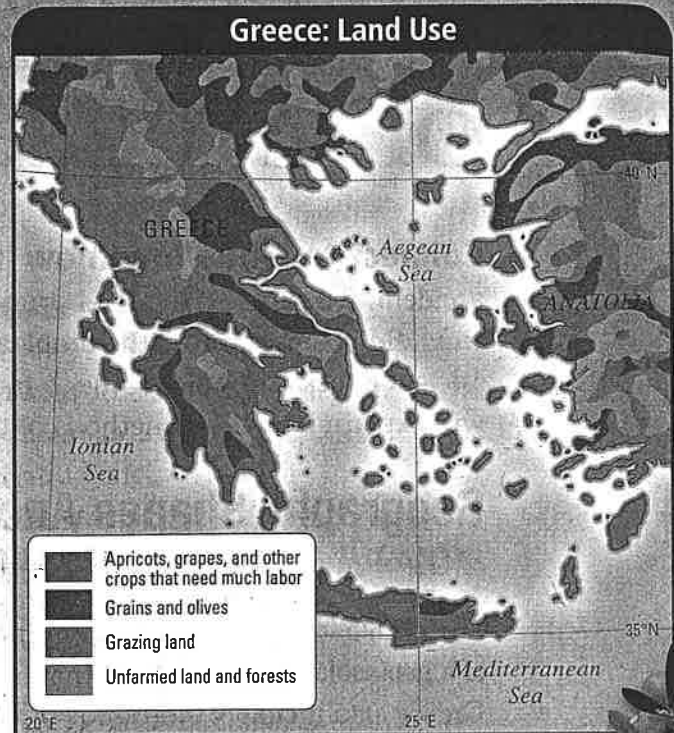 Greece: Land Use
40°N
GREECE
Aegean
Sea
ANATOLIA
Ionian
Sea
Apricots, grapes, and other
crops that need much labor
Grains and olives
Grazing land
Unfarmed land and forests
35°N
Mediterranean
Sea
20°E
25°E